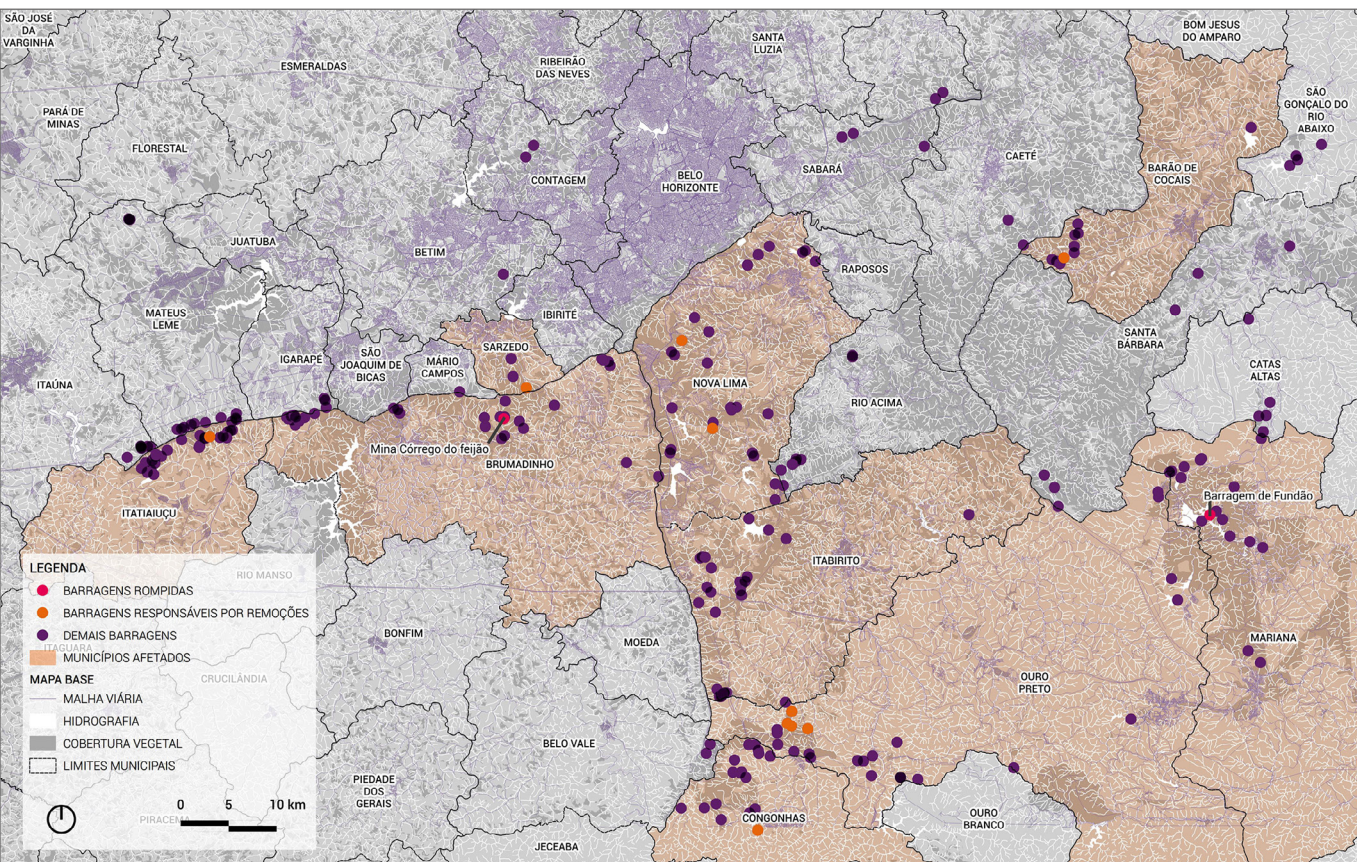 SÃO JOSÉ
DA
VARGINHA
ESMERALDAS
RIBEIRÃO
DAS NEVES
SANTA
LUZIA
BOM JESUS
DO AMPARO
PARÁ DE
MINAS
FLORESTAL
SÃO
GONÇALO DO
RIO
ABAIXO
CONTAGEM
BELO
HORIZONTE
SABARÁ
CAETÉ
BARÃO DE
COCAIS
JUATUBA
BETIM
RAPOSOS
MATEUS
LEME
IBIRITÉ
SANTA
BÁRBARA
ITAÚNA
IGARAPÉ
SÃO
JOAQUIM DE
BICAS
MÁRIO
CAMPOS
SARZEDO
NOVA LIMA
RIO ACIMA
CATAS
ALTAS
Mina Córrego do feijão
BRUMADINHO
ITATIAIUÇU
Barragem de Fundão
ITABIRITO
RIO MANSO
BONFIM
MOEDA
MARIANA
OURO
PRETO
ITAGUARA
CRUCILÂNDIA
BELO VALE
PIEDADE
DOS
GERAIS
PIRACEMA
CONGONHAS
OURO
BRANCO
JECEABA
LEGENDA
BARRAGENS ROMPIDAS
BARRAGENS RESPONSÁVEIS POR REMOÇÕES
DEMAIS BARRAGENS
MUNICÍPIOS AFETADOS
MAPA BASE
MALHA VIÁRIA
HIDROGRAFIA
COBERTURA VEGETAL
LIMITES MUNICIPAIS
0 5 10 km